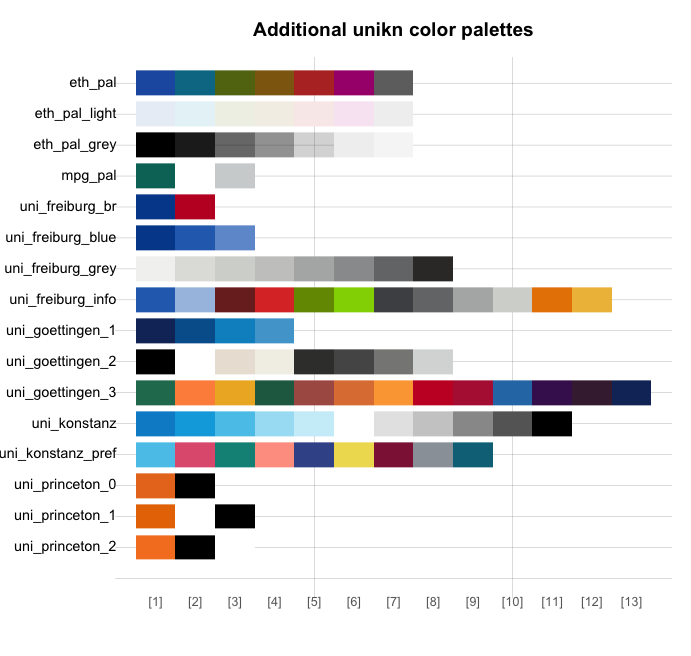 Additional unikn color palettes
eth_pal
eth_pal_light
eth_pal_grey
mpg_pal
uni_freiburg_br
uni_freiburg_blue
uni_freiburg_grey
uni_freiburg_info
uni_goettingen_1
uni_goettingen_2
uni_goettingen_3
uni_konstanz
uni_konstanz_pref
uni_princeton_0
uni_princeton_1
uni_princeton_2
[1] [2] [3] [4] [5] [6] [7] [8] [9] [10] [11] [12] [13]